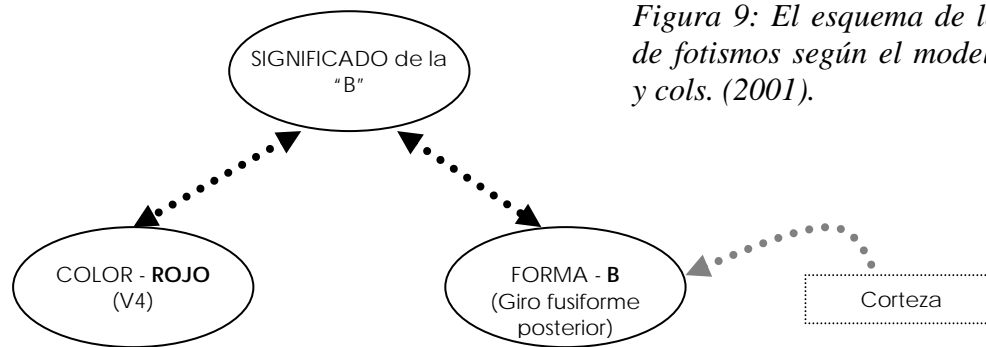 Figura 9: El esquema de l
de fotismos según el model
y cols. (2001).
SIGNIFICADO de la
"B"
COLOR - ROJO
(V4)
FORMA - B
(Giro fusiforme
posterior)
Corteza